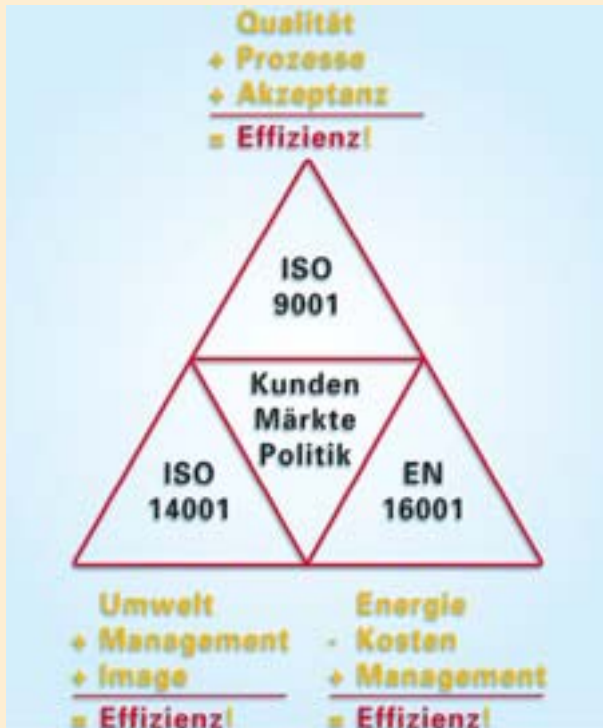 Qualität
+ Prozesse
+ Akzeptanz
= Effizienz!
ISO
9001
Kunden
Märkte
Politik
ISO
14001
EN
16001
Umwelt
+ Management
+ Image
= Effizienz!
Energie
- Kosten
+ Management
= Effizienz!